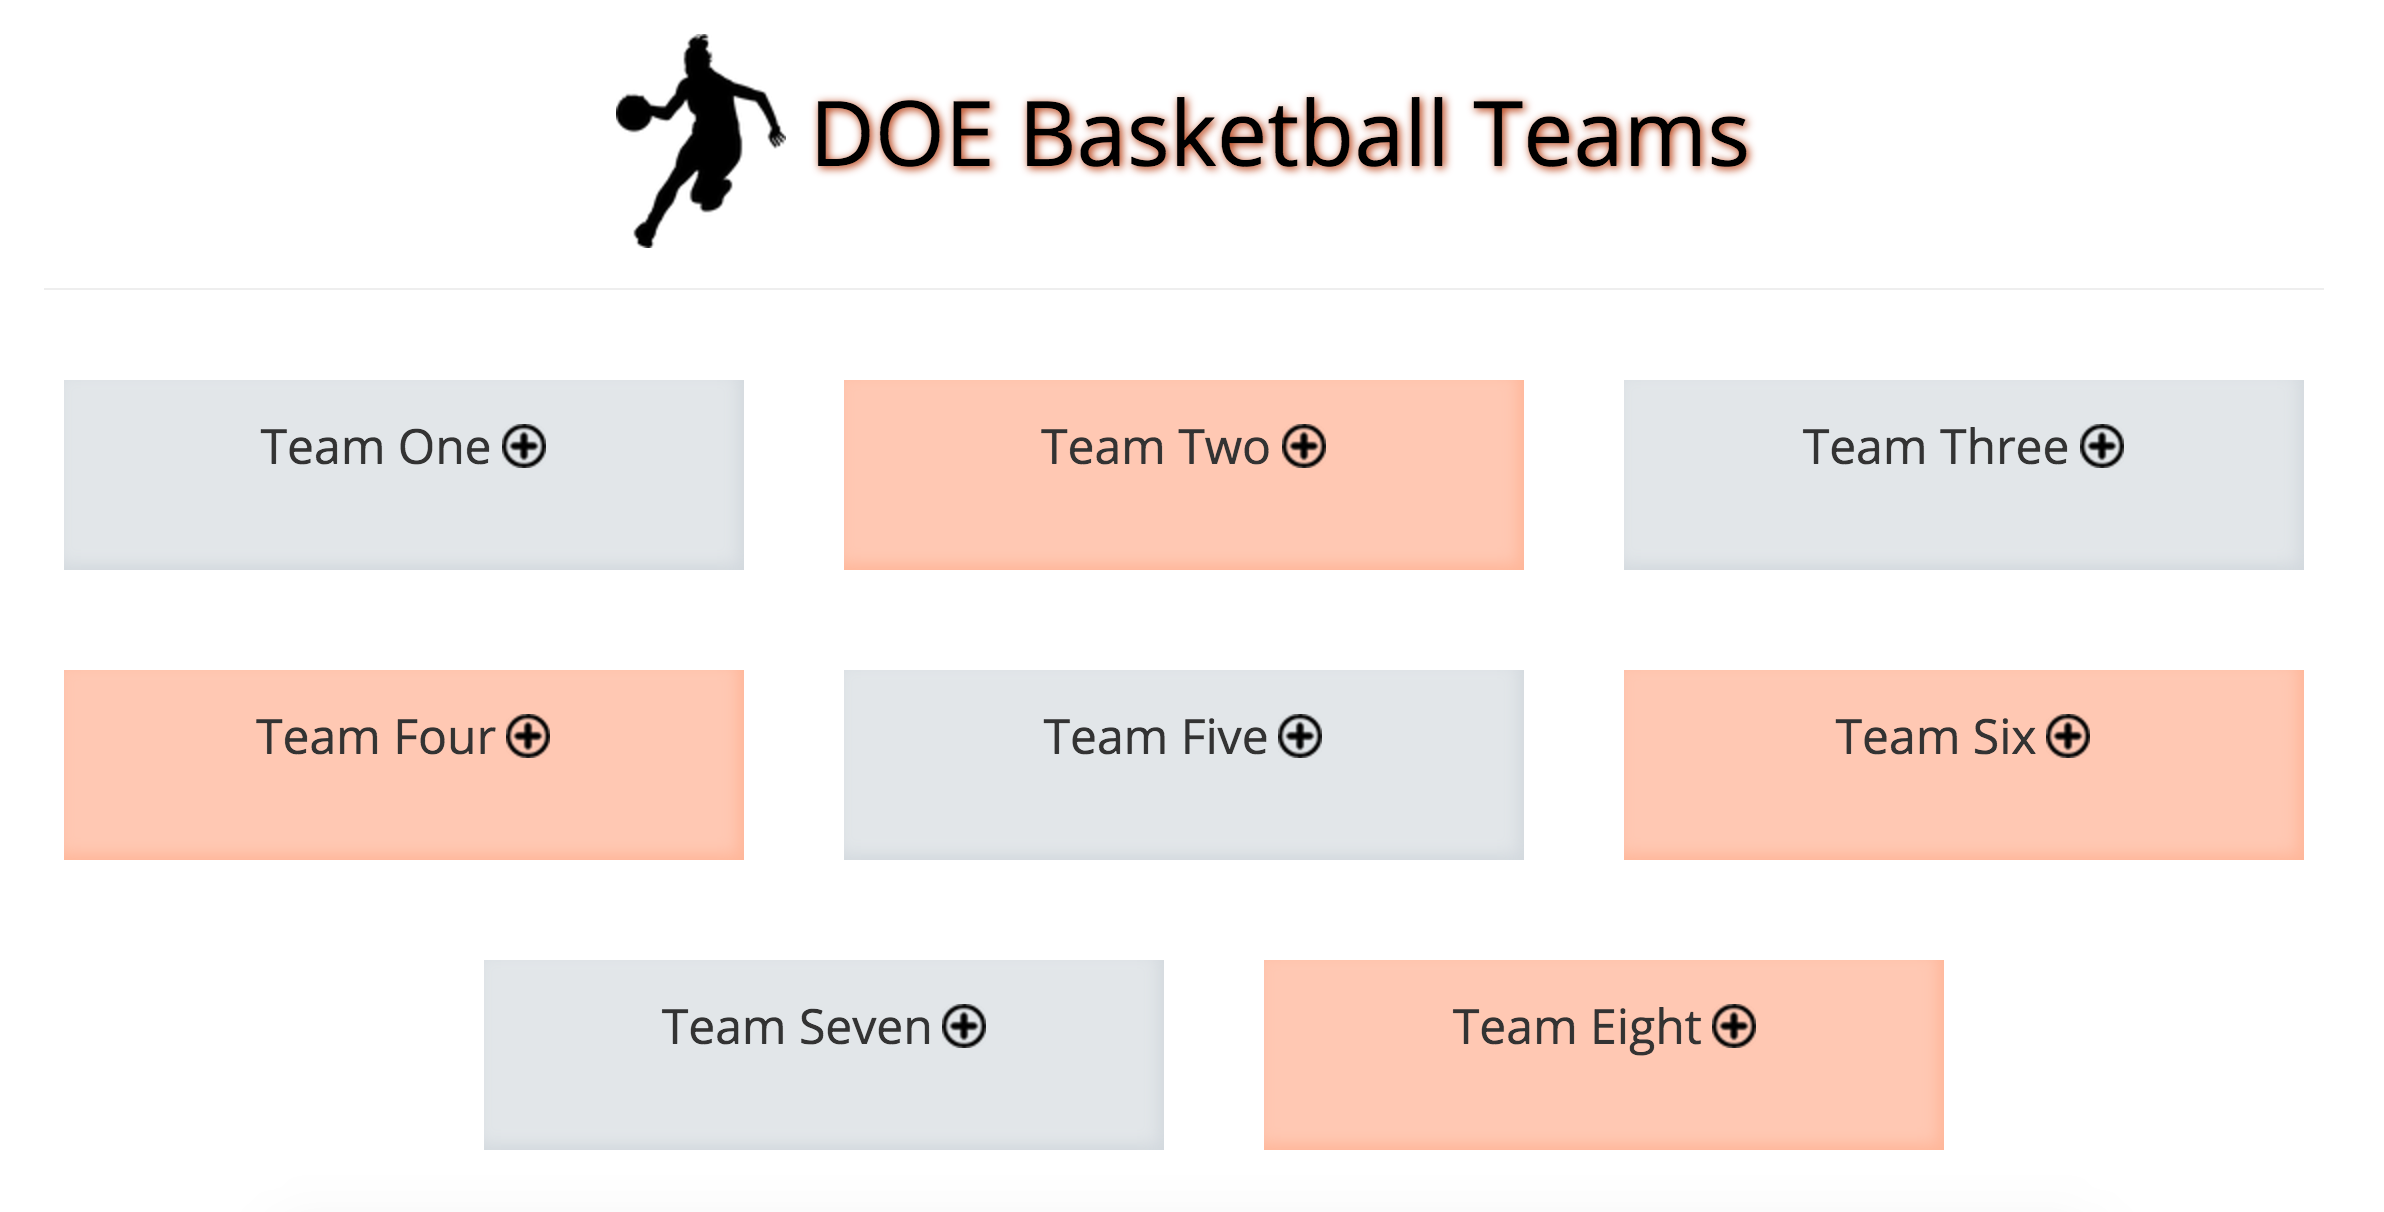 DOE Basketball Teams
Team One
Team Two
Team Three
Team Four
Team Five
Team Six
Team Seven
Team Eight